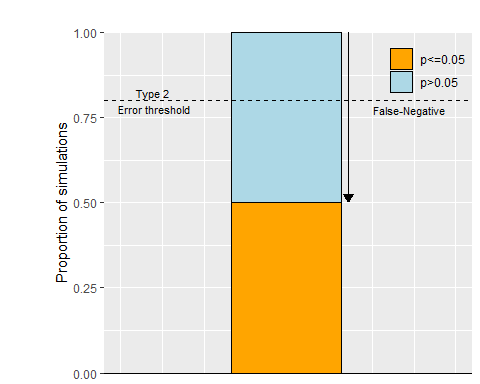 1.00
p<=0.05
p>0.05
Type 2
Error threshold
False-Negative
0.75
Proportion of simulations
0.50
0.25
0.00